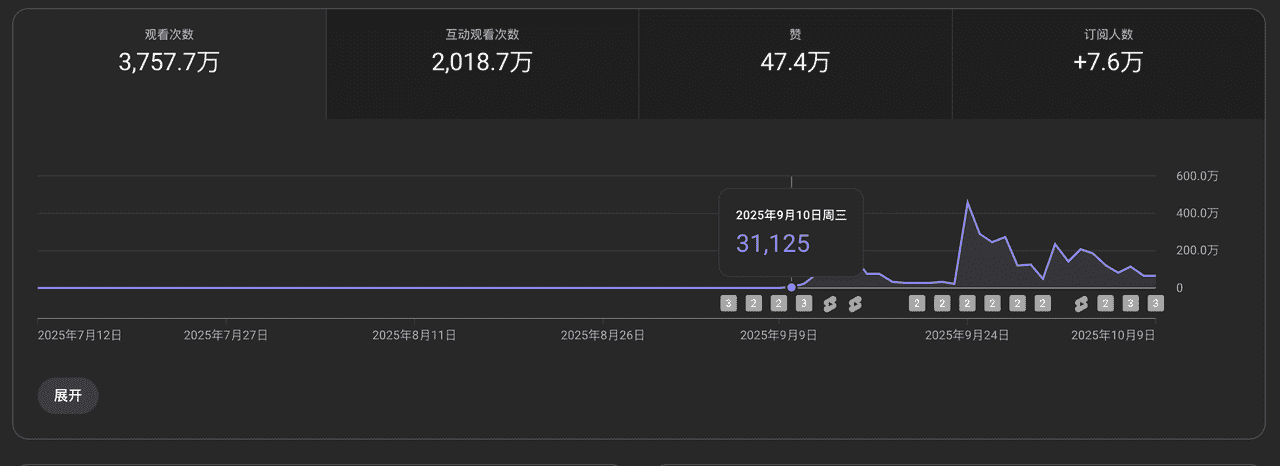 观看次数
3,757.7万
互动观看次数
2,018.7万
赞
47.4万
订阅人数
+7.6万
600.0万
400.0万
200.0万
0
2025年9月10日周三
31,125
3 2 2 3 2 2 2 2 2 2 2 3 3
2025年7月12日 2025年7月27日 2025年8月11日 2025年8月26日 2025年9月9日 2025年9月24日 2025年10月9日
展开